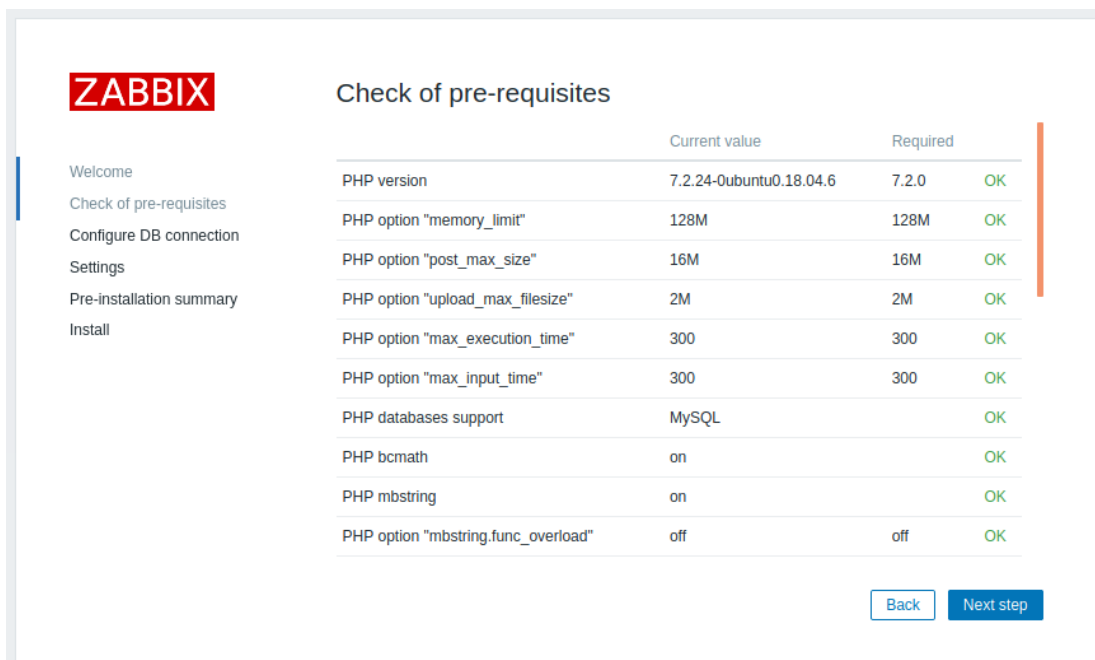 ZABBIX
Welcome
Check of pre-requisites
Configure DB connection
Settings
Pre-installation summary
Install
Check of pre-requisites
Current value Required
PHP version 7.2.24-0ubuntu0.18.04.6 7.2.0 OK
PHP option "memory_limit" 128M 128M OK
PHP option "post_max_size" 16M 16M OK
PHP option "upload_max_filesize" 2M 2M OK
PHP option "max_execution_time" 300 300 OK
PHP option "max_input_time" 300 300 OK
PHP databases support MySQL OK
PHP bcmath on OK
PHP mbstring on OK
PHP option "mbstring.func_overload" off off OK
Back Next step